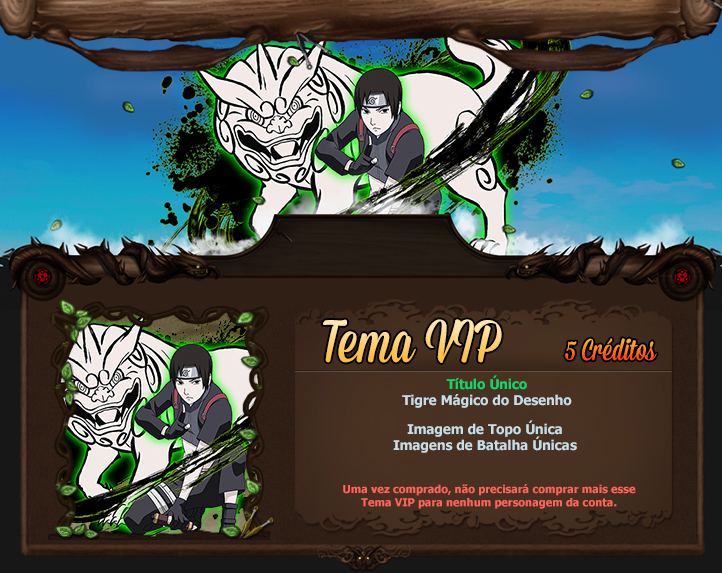 Tema VIP
5 Créditos
Título Único
Tigre Mágico do Desenho
Imagem de Topo Única
Imagens de Batalha Únicas
Uma vez comprado, não precisará comprar mais esse
Tema VIP para nenhum personagem da conta.